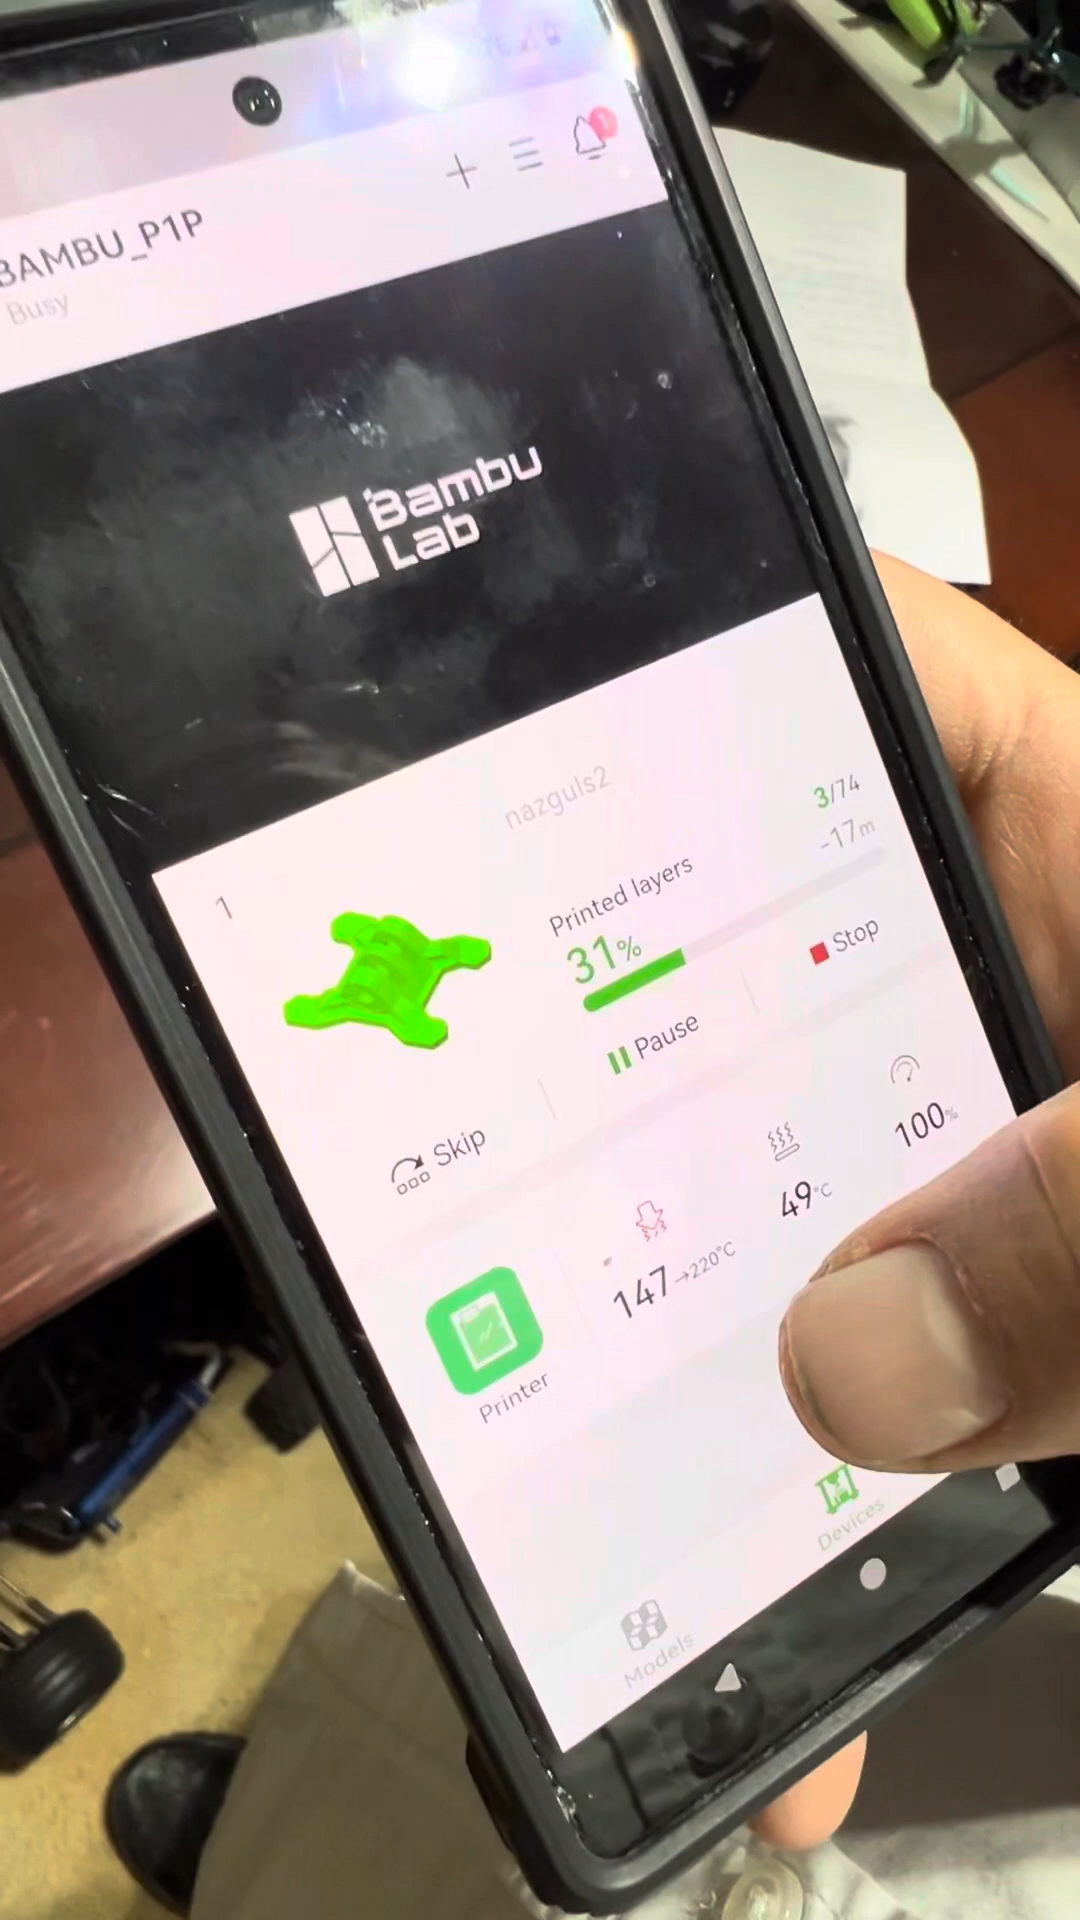 BAMBU_P1P
Busy
Bambu
Lab
nazguls2
1
Printed layers
3/74
31%
-17m
Skip
Pause
Stop
Printer
147→220°C
49°C
100%
Models
Devices